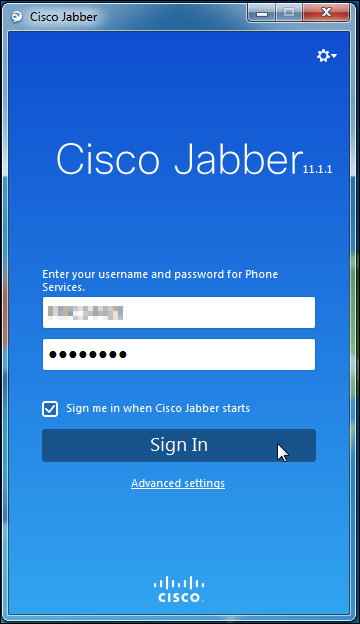 Cisco Jabber
Cisco Jabber 11.1.1
Enter your username and password for Phone
Services.
••••••••
Sign me in when Cisco Jabber starts
Sign In
Advanced settings
CISCO.